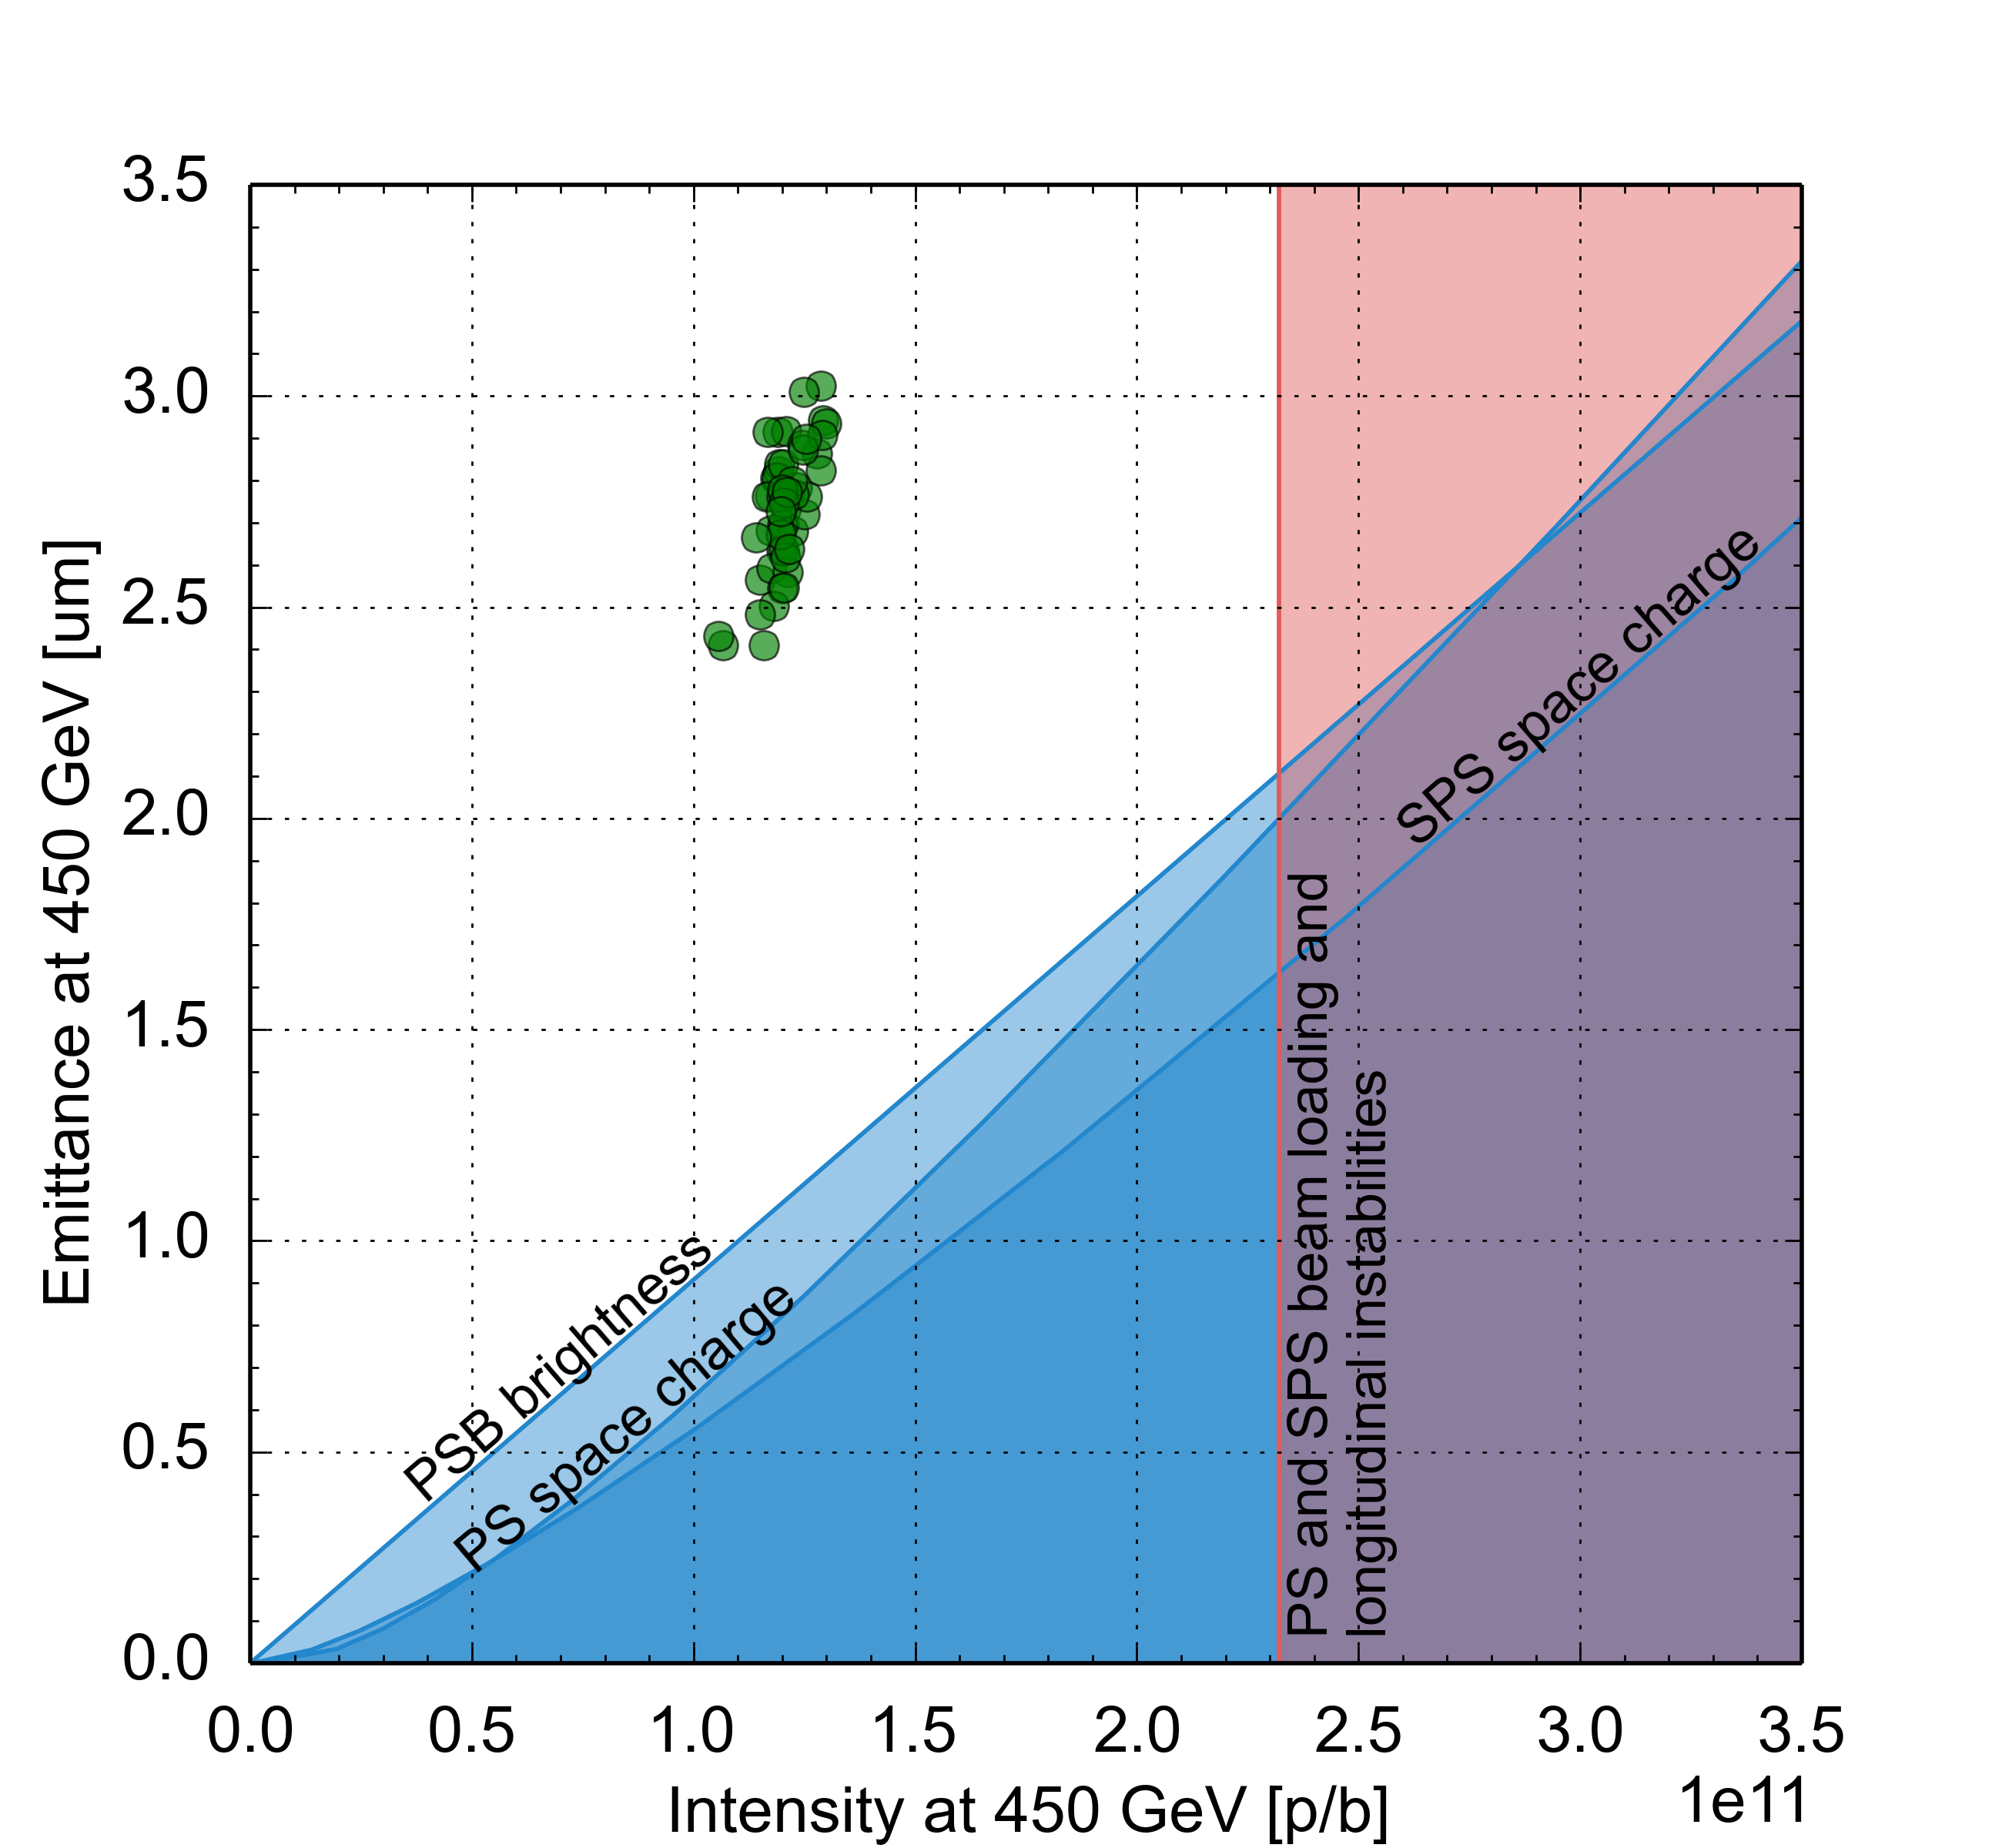 3.5
3.0
2.5
2.0
1.5
1.0
0.5
0.0
Emittance at 450 GeV [um]
PSB brightness
PS space charge
SPS space charge
PS and SPS beam loading and
longitudinal instabilities
0.0 0.5 1.0 1.5 2.0 2.5 3.0 3.5
Intensity at 450 GeV [p/b]
1e11